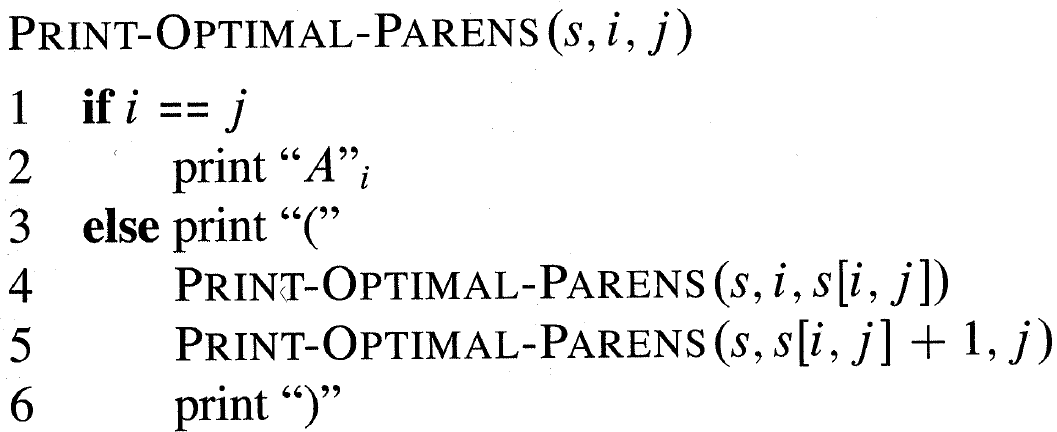 PRINT-OPTIMAL-PARENS(s, i, j)
1 if i == j
2 print “A”ᵢ
3 else print “(”
4 PRINT-OPTIMAL-PARENS(s, i, s[i, j])
5 PRINT-OPTIMAL-PARENS(s, s[i, j] + 1, j)
6 print “)”